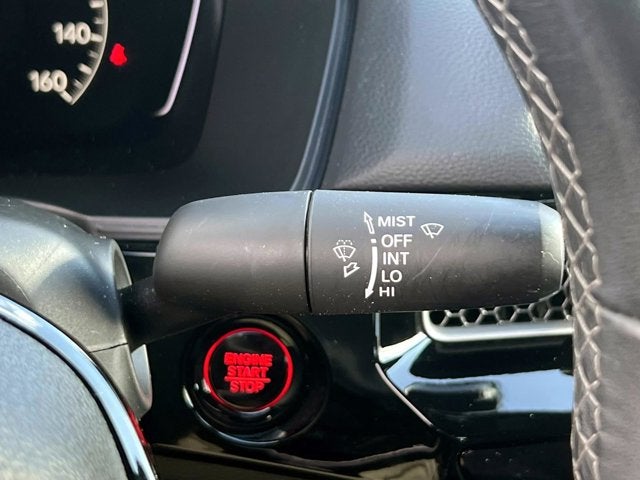 140
160
MIST
OFF
INT
LO
HI
ENGINE
START
STOP